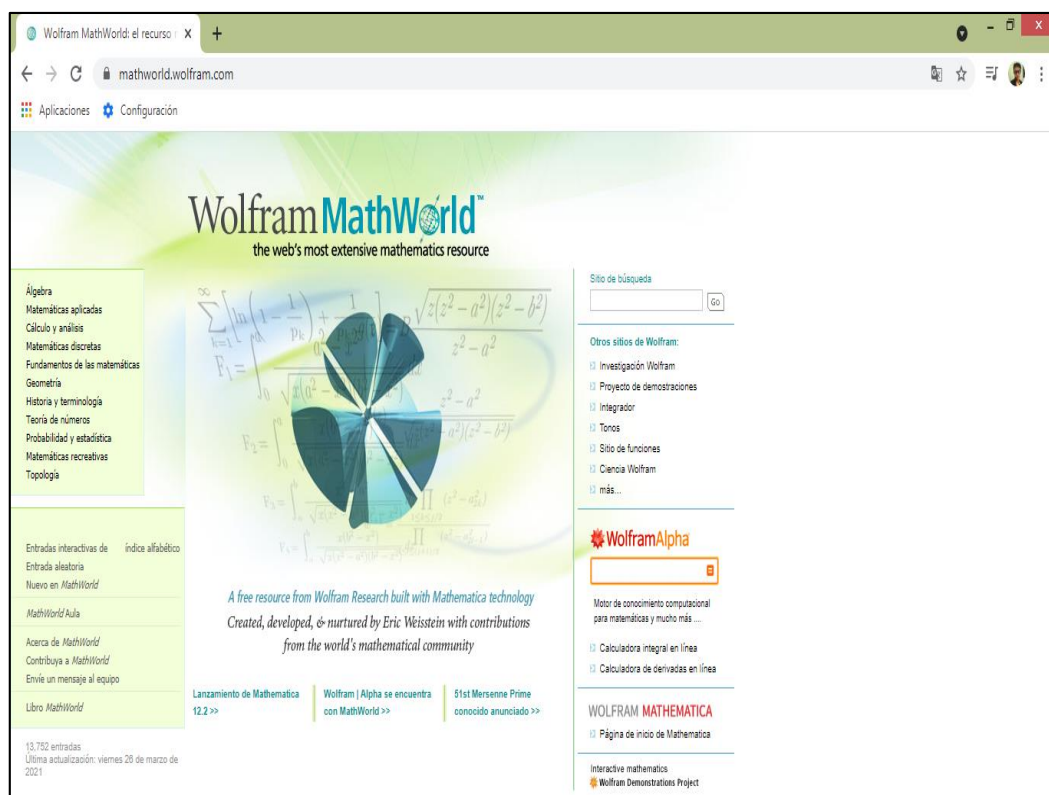 Wolfram MathWorld: el recurso
mathworld.wolfram.com
Aplicaciones Configuración
Wolfram MathWorld™
the web's most extensive mathematics resource
Álgebra
Matemáticas aplicadas
Cálculo y análisis
Matemáticas discretas
Fundamentos de las matemáticas
Geometría
Historia y terminología
Teoría de números
Probabilidad y estadística
Matemáticas recreativas
Topología
Entradas interactivas de índice alfabético
Entrada aleatoria
Nuevo en MathWorld
MathWorld Aula
Acerca de MathWorld
Contribuya a MathWorld
Envíe un mensaje al equipo
Libro MathWorld
13,752 entradas
Última actualización: viernes 26 de marzo de
2021
A free resource from Wolfram Research built with Mathematica technology
Created, developed, & nurtured by Eric Weisstein with contributions
from the world's mathematical community
Lanzamiento de Mathematica
12.2 >>
Wolfram | Alpha se encuentra
con MathWorld >>
51st Mersenne Prime
conocido anunciado >>
Sitio de búsqueda
Go
Otros sitios de Wolfram:
Investigación Wolfram
Proyecto de demostraciones
Integrador
Tonos
Sitio de funciones
Ciencia Wolfram
más...
WolframAlpha
Motor de conocimiento computacional
para matemáticas y mucho más ....
Calculadora integral en línea
Calculadora de derivadas en línea
WOLFRAM MATHEMATICA
Página de inicio de Mathematica
Interactive mathematics
Wolfram Demonstrations Project